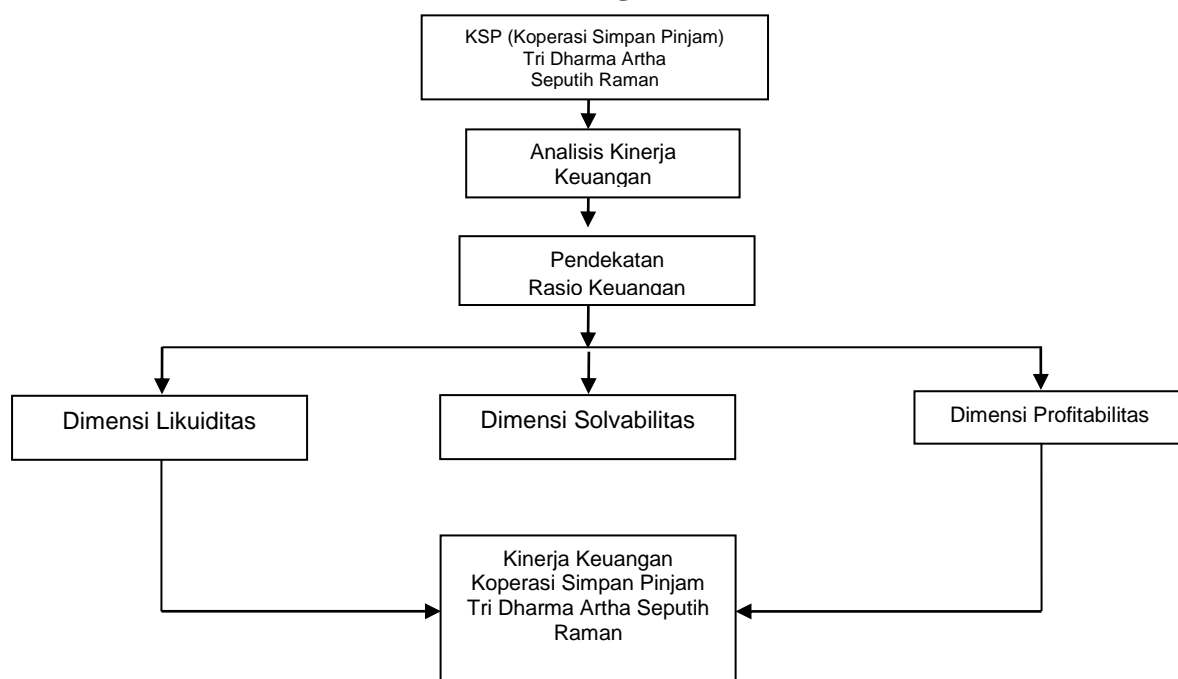 KSP (Koperasi Simpan Pinjam)
Tri Dharma Artha
Seputih Raman
Analisis Kinerja
Keuangan
Pendekatan
Rasio Keuangan
Dimensi Likuiditas
Dimensi Solvabilitas
Dimensi Profitabilitas
Kinerja Keuangan
Koperasi Simpan Pinjam
Tri Dharma Artha Seputih
Raman